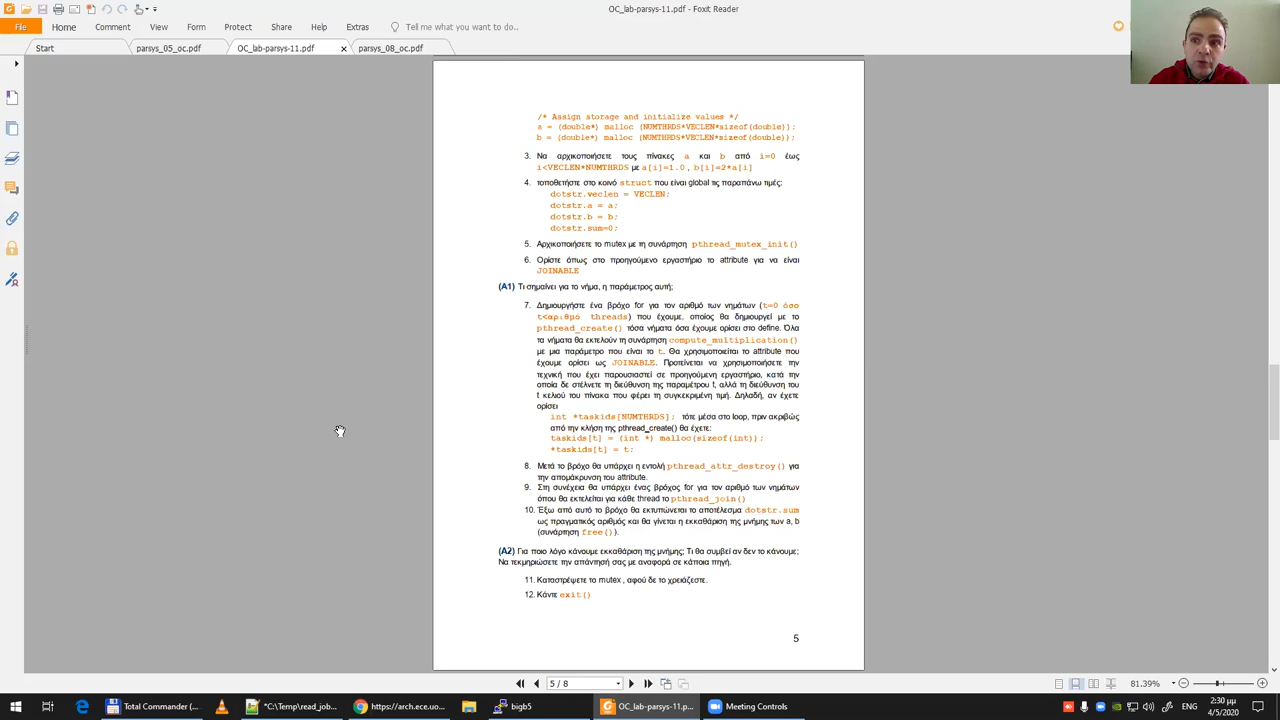 OC_lab-parsys-11.pdf - Foxit Reader
File Home Comment View Form Protect Share Help Extras Tell me what you want to do...
Start parsys_05_oc.pdf OC_lab-parsys-11.pdf parsys_08_oc.pdf
/* Assign storage and initialize values */
a = (double*) malloc (NUMTHRDS*VECLEN*sizeof(double));
b = (double*) malloc (NUMTHRDS*VECLEN*sizeof(double));
3. Να αρχικοποιήσετε τους πίνακες a και b από i=0 έως
i<VECLEN*NUMTHRDS με a[i]=1.0 , b[i]=2*a[i]
4. τοποθετήστε στο κοινό struct που είναι global τις παραπάνω τιμές:
dotstr.veclen = VECLEN;
dotstr.a = a;
dotstr.b = b;
dotstr.sum=0;
5. Αρχικοποιήσετε το mutex με τη συνάρτηση pthread_mutex_init()
6. Ορίστε όπως στο προηγούμενο εργαστήριο το attribute για να είναι
JOINABLE
(A1) Τι σημαίνει για το νήμα, η παράμετρος αυτή;
7. Δημιουργήστε ένα βρόχο for για τον αριθμό των νημάτων (t=0 όσο
t<αριθμό threads) που έχουμε, οποίος θα δημιουργεί με το
pthread_create() τόσα νήματα όσα έχουμε ορίσει στο define. Όλα
τα νήματα θα εκτελούν τη συνάρτηση compute_multiplication()
με μια παράμετρο που είναι το t. Θα χρησιμοποιείται το attribute που
έχουμε ορίσει ως JOINABLE. Προτείνεται να χρησιμοποιήσετε την
τεχνική που έχει παρουσιαστεί σε προηγούμενη εργαστήριο, κατά την
οποία δε στέλνετε τη διεύθυνση της παραμέτρου t, αλλά τη διεύθυνση του
t κελιού του πίνακα που φέρει τη συγκεκριμένη τιμή. Δηλαδή, αν έχετε
ορίσει
int *taskids[NUMTHRDS]; τότε μέσα στο loop, πριν ακριβώς
από την κλήση της pthread_create() θα έχετε:
taskids[t] = (int *) malloc(sizeof(int));
*taskids[t] = t;
8. Μετά το βρόχο θα υπάρχει η εντολή pthread_attr_destroy() για
την απομάκρυνση του attribute.
9. Στη συνέχεια θα υπάρχει ένας βρόχος for για τον αριθμό των νημάτων
όπου θα εκτελείται για κάθε thread το pthread_join()
10. Έξω από αυτό το βρόχο θα εκτυπώνεται το αποτέλεσμα dotstr.sum
ως πραγματικός αριθμός και θα γίνεται η εκκαθάριση της μνήμης των a, b
(συνάρτηση free()).
(A2) Για ποιο λόγο κάνουμε εκκαθάριση της μνήμης; Τι θα συμβεί αν δεν το κάνουμε;
Να τεκμηριώσετε την απάντησή σας με αναφορά σε κάποια πηγή.
11. Καταστρέψετε τα mutex , αφού δε το χρειάζεστε.
12. Κάντε exit()
5
5 / 8 81.39%
Total Commander (... "C:\Temp\read_job... https://arch.ece.uo... bigb5 OC_lab-parsys-11.p... Meeting Controls ENG 2:30 μμ
4/5/2020